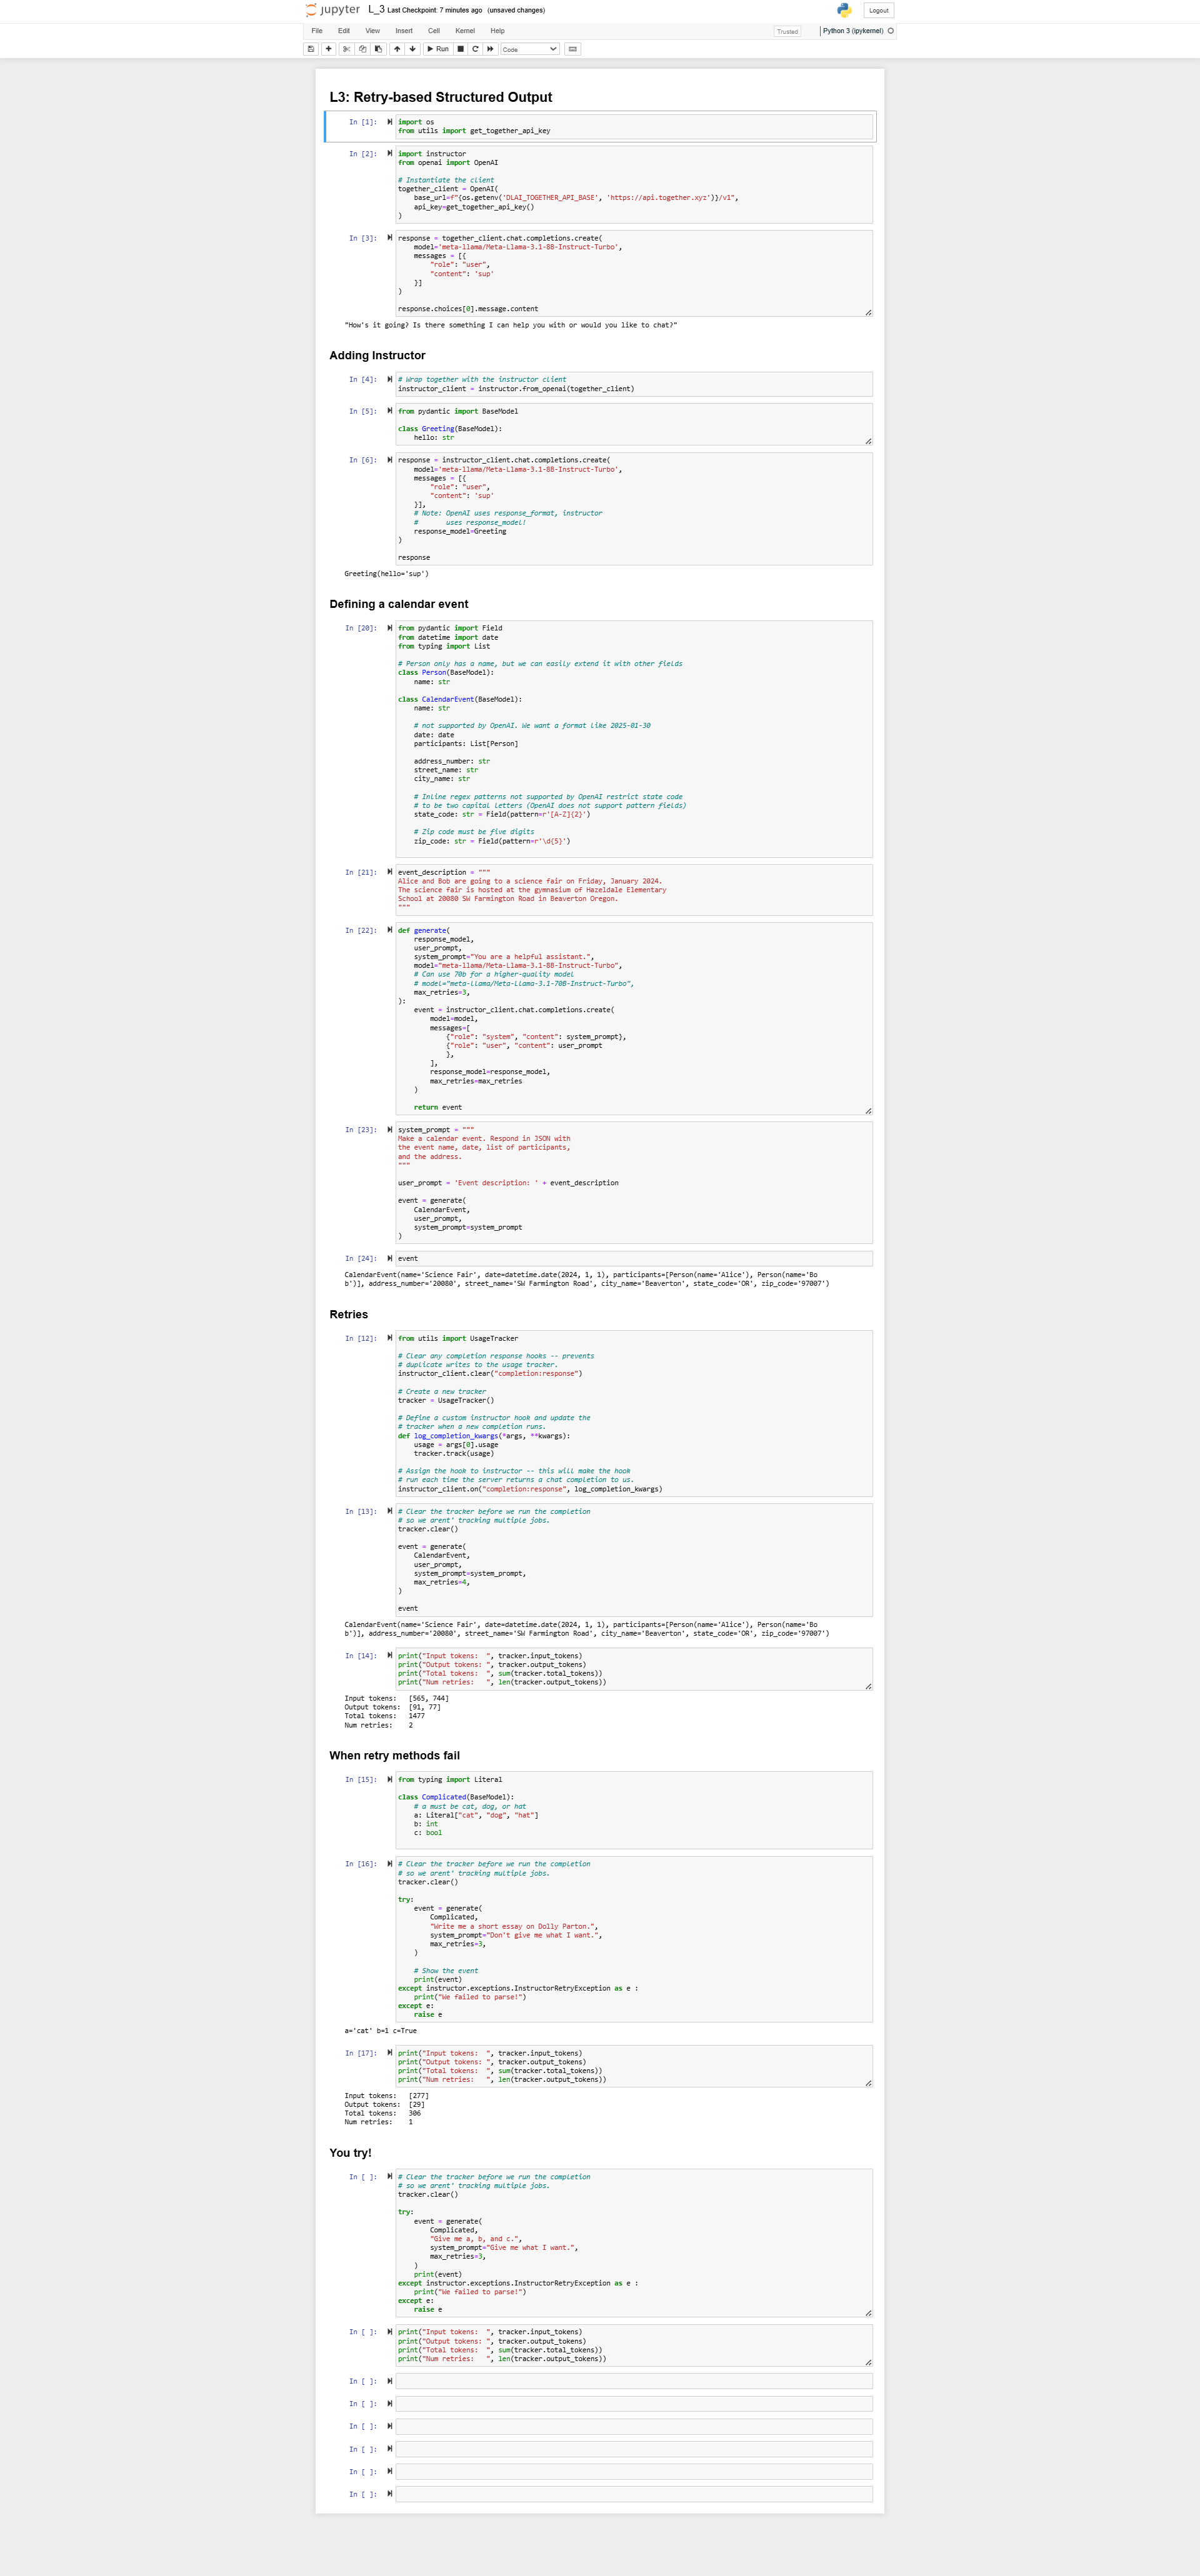 jupyter L_3 Last Checkpoint: 7 minutes ago (unsaved changes)
Logout
File Edit View Insert Cell Kernel Help
Trusted
Python 3 (ipykernel)
Run
Code
L3: Retry-based Structured Output
In [1]:
import os
from utils import get_together_api_key
In [2]:
import instructor
from openai import OpenAI
# Instantiate the client
together_client = OpenAI(
    base_url=f"{os.getenv('DLAI_TOGETHER_API_BASE', 'https://api.together.xyz')}/v1",
    api_key=get_together_api_key()
)
In [3]:
response = together_client.chat.completions.create(
    model='meta-llama/Meta-Llama-3.1-8B-Instruct-Turbo',
    messages = [{
        "role": "user",
        "content": 'sup'
    }]
)
response.choices[0].message.content
"How's it going? Is there something I can help you with or would you like to chat?"
Adding Instructor
In [4]:
# Wrap together with the instructor client
instructor_client = instructor.from_openai(together_client)
In [5]:
from pydantic import BaseModel
class Greeting(BaseModel):
    hello: str
In [6]:
response = instructor_client.chat.completions.create(
    model='meta-llama/Meta-Llama-3.1-8B-Instruct-Turbo',
    messages = [{
        "role": "user",
        "content": 'sup'
    }],
    # Note: OpenAI uses response_format, instructor
    #       uses response_model!
    response_model=Greeting
)
response
Greeting(hello='sup')
Defining a calendar event
In [20]:
from pydantic import Field
from datetime import date
from typing import List
# Person only has a name, but we can easily extend it with other fields
class Person(BaseModel):
    name: str
class CalendarEvent(BaseModel):
    name: str
    # not supported by OpenAI. We want a format like 2025-01-30
    date: date
    participants: List[Person]
    address_number: str
    street_name: str
    city_name: str
    # Inline regex patterns not supported by OpenAI restrict state code
    # to be two capital letters (OpenAI does not support pattern fields)
    state_code: str = Field(pattern=r'[A-Z]{2}')
    # Zip code must be five digits
    zip_code: str = Field(pattern=r'\d{5}')
In [21]:
event_description = """
Alice and Bob are going to a science fair on Friday, January 2024.
The science fair is hosted at the gymnasium of Hazeldale Elementary
School at 20080 SW Farmington Road in Beaverton Oregon.
"""
In [22]:
def generate(
    response_model,
    user_prompt,
    system_prompt="You are a helpful assistant.",
    model="meta-llama/Meta-Llama-3.1-8B-Instruct-Turbo",
    # Can use 70b for a higher-quality model
    # model="meta-llama/Meta-Llama-3.1-70B-Instruct-Turbo",
    max_retries=3,
):
    event = instructor_client.chat.completions.create(
        model=model,
        messages=[
            {"role": "system", "content": system_prompt},
            {"role": "user", "content": user_prompt
            },
        ],
        response_model=response_model,
        max_retries=max_retries
    )
    return event
In [23]:
system_prompt = """
Make a calendar event. Respond in JSON with
the event name, date, list of participants,
and the address.
"""
user_prompt = 'Event description: ' + event_description
event = generate(
    CalendarEvent,
    user_prompt,
    system_prompt=system_prompt
)
In [24]:
event
CalendarEvent(name='Science Fair', date=datetime.date(2024, 1, 1), participants=[Person(name='Alice'), Person(name='Bo
b')], address_number='20080', street_name='SW Farmington Road', city_name='Beaverton', state_code='OR', zip_code='97007')
Retries
In [12]:
from utils import UsageTracker
# Clear any completion response hooks -- prevents
# duplicate writes to the usage tracker.
instructor_client.clear("completion:response")
# Create a new tracker
tracker = UsageTracker()
# Define a custom instructor hook and update the
# tracker when a new completion runs.
def log_completion_kwargs(*args, **kwargs):
    usage = args[0].usage
    tracker.track(usage)
# Assign the hook to instructor -- this will make the hook
# run each time the server returns a chat completion to us.
instructor_client.on("completion:response", log_completion_kwargs)
In [13]:
# Clear the tracker before we run the completion
# so we arent' tracking multiple jobs.
tracker.clear()
event = generate(
    CalendarEvent,
    user_prompt,
    system_prompt=system_prompt,
    max_retries=4,
)
event
CalendarEvent(name='Science Fair', date=datetime.date(2024, 1, 1), participants=[Person(name='Alice'), Person(name='Bo
b')], address_number='20080', street_name='SW Farmington Road', city_name='Beaverton', state_code='OR', zip_code='97007')
In [14]:
print("Input tokens:  ", tracker.input_tokens)
print("Output tokens: ", tracker.output_tokens)
print("Total tokens:  ", sum(tracker.total_tokens))
print("Num retries:   ", len(tracker.output_tokens))
Input tokens:   [565, 744]
Output tokens:  [91, 77]
Total tokens:   1477
Num retries:    2
When retry methods fail
In [15]:
from typing import Literal
class Complicated(BaseModel):
    # a must be cat, dog, or hat
    a: Literal["cat", "dog", "hat"]
    b: int
    c: bool
In [16]:
# Clear the tracker before we run the completion
# so we arent' tracking multiple jobs.
tracker.clear()
try:
    event = generate(
        Complicated,
        "Write me a short essay on Dolly Parton.",
        system_prompt="Don't give me what I want.",
        max_retries=3,
    )
    # Show the event
    print(event)
except instructor.exceptions.InstructorRetryException as e :
    print("We failed to parse!")
except e:
    raise e
a='cat' b=1 c=True
In [17]:
print("Input tokens:  ", tracker.input_tokens)
print("Output tokens: ", tracker.output_tokens)
print("Total tokens:  ", sum(tracker.total_tokens))
print("Num retries:   ", len(tracker.output_tokens))
Input tokens:   [277]
Output tokens:  [29]
Total tokens:   306
Num retries:    1
You try!
In [ ]:
# Clear the tracker before we run the completion
# so we arent' tracking multiple jobs.
tracker.clear()
try:
    event = generate(
        Complicated,
        "Give me a, b, and c.",
        system_prompt="Give me what I want.",
        max_retries=3,
    )
    print(event)
except instructor.exceptions.InstructorRetryException as e :
    print("We failed to parse!")
except e:
    raise e
In [ ]:
print("Input tokens:  ", tracker.input_tokens)
print("Output tokens: ", tracker.output_tokens)
print("Total tokens:  ", sum(tracker.total_tokens))
print("Num retries:   ", len(tracker.output_tokens))
In [ ]:
In [ ]:
In [ ]:
In [ ]:
In [ ]:
In [ ]: